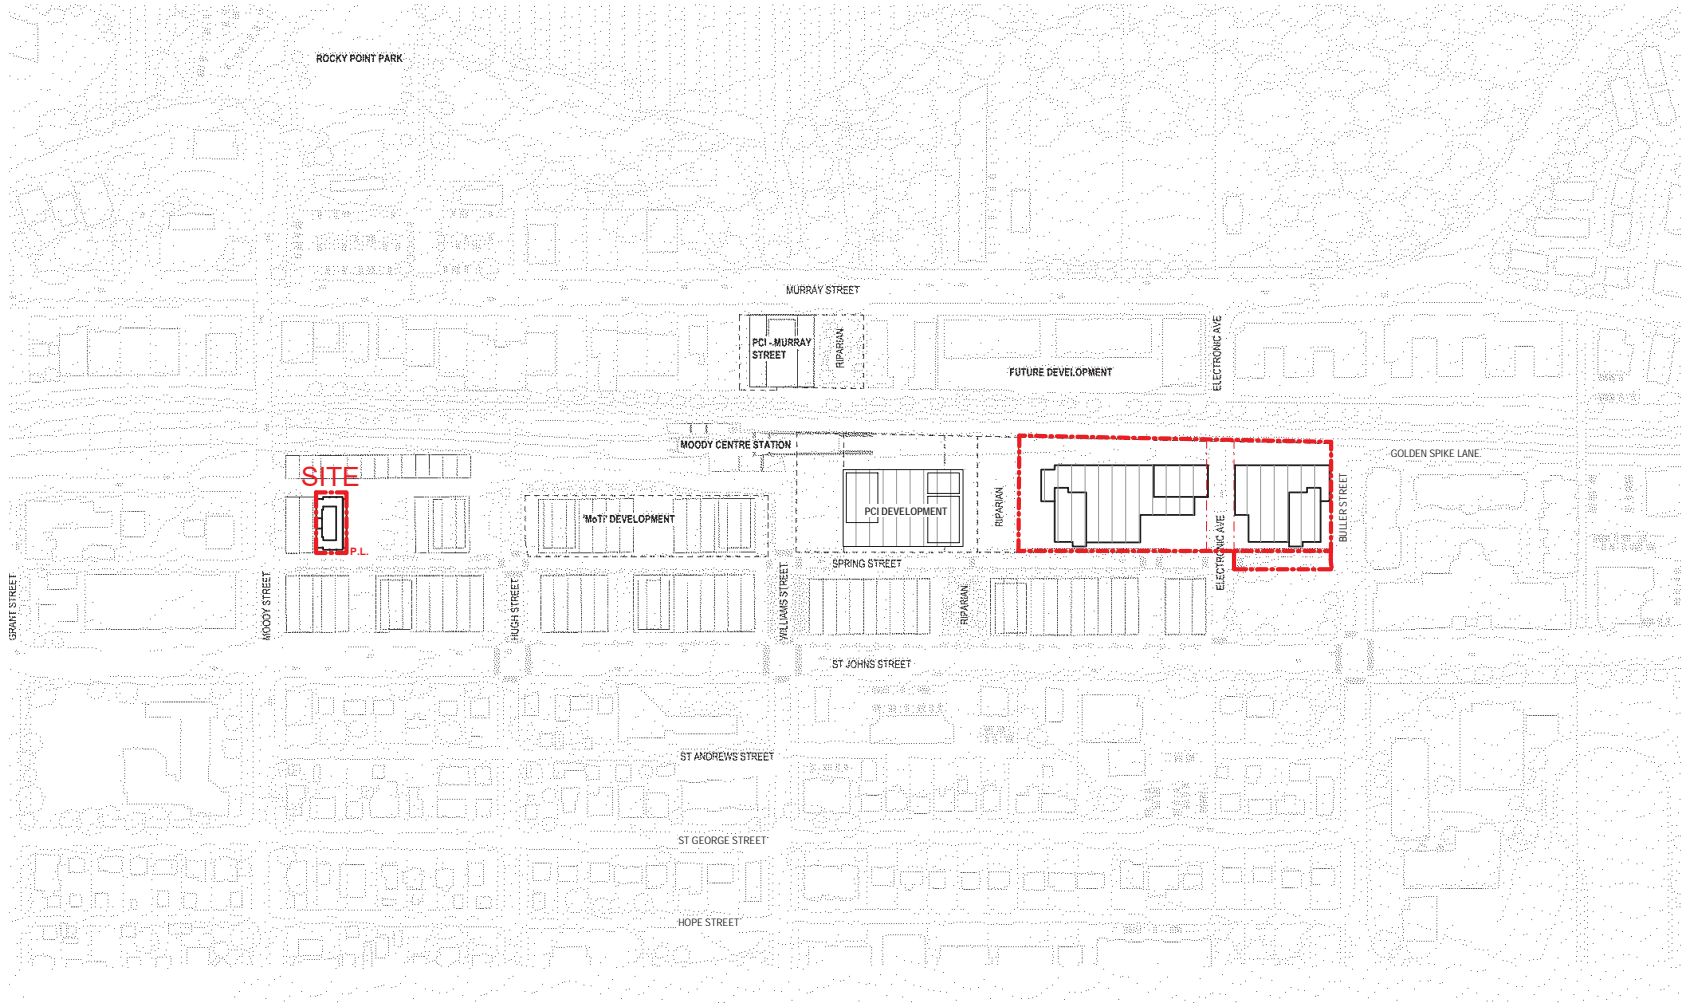 ROCKY POINT PARK
MURRAY STREET
PCI - MURRAY
STREET
RIPARIAN
FUTURE DEVELOPMENT
ELECTRONIC AVE
MOODY CENTRE STATION
GOLDEN SPIKE LANE
SITE
P.L.
'MoTi' DEVELOPMENT
PCI DEVELOPMENT
RIPARIAN
BULLER STREET
ELECTRONIC AVE
SPRING STREET
GRANT STREET
MOODY STREET
HUGH STREET
WILLIAMS STREET
RIPARIAN
ST JOHNS STREET
ST ANDREWS STREET
ST GEORGE STREET
HOPE STREET